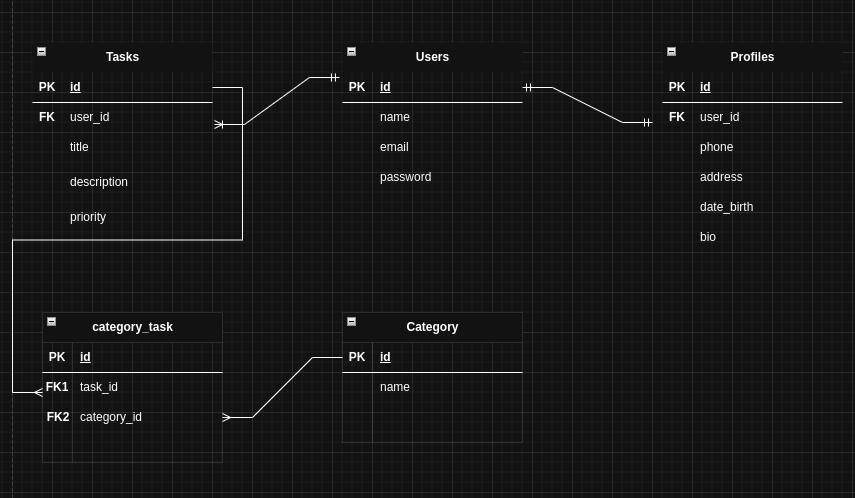 Tasks
PK id
FK user_id
title
description
priority
Users
PK id
name
email
password
Profiles
PK id
FK user_id
phone
address
date_birth
bio
category_task
PK id
FK1 task_id
FK2 category_id
Category
PK id
name